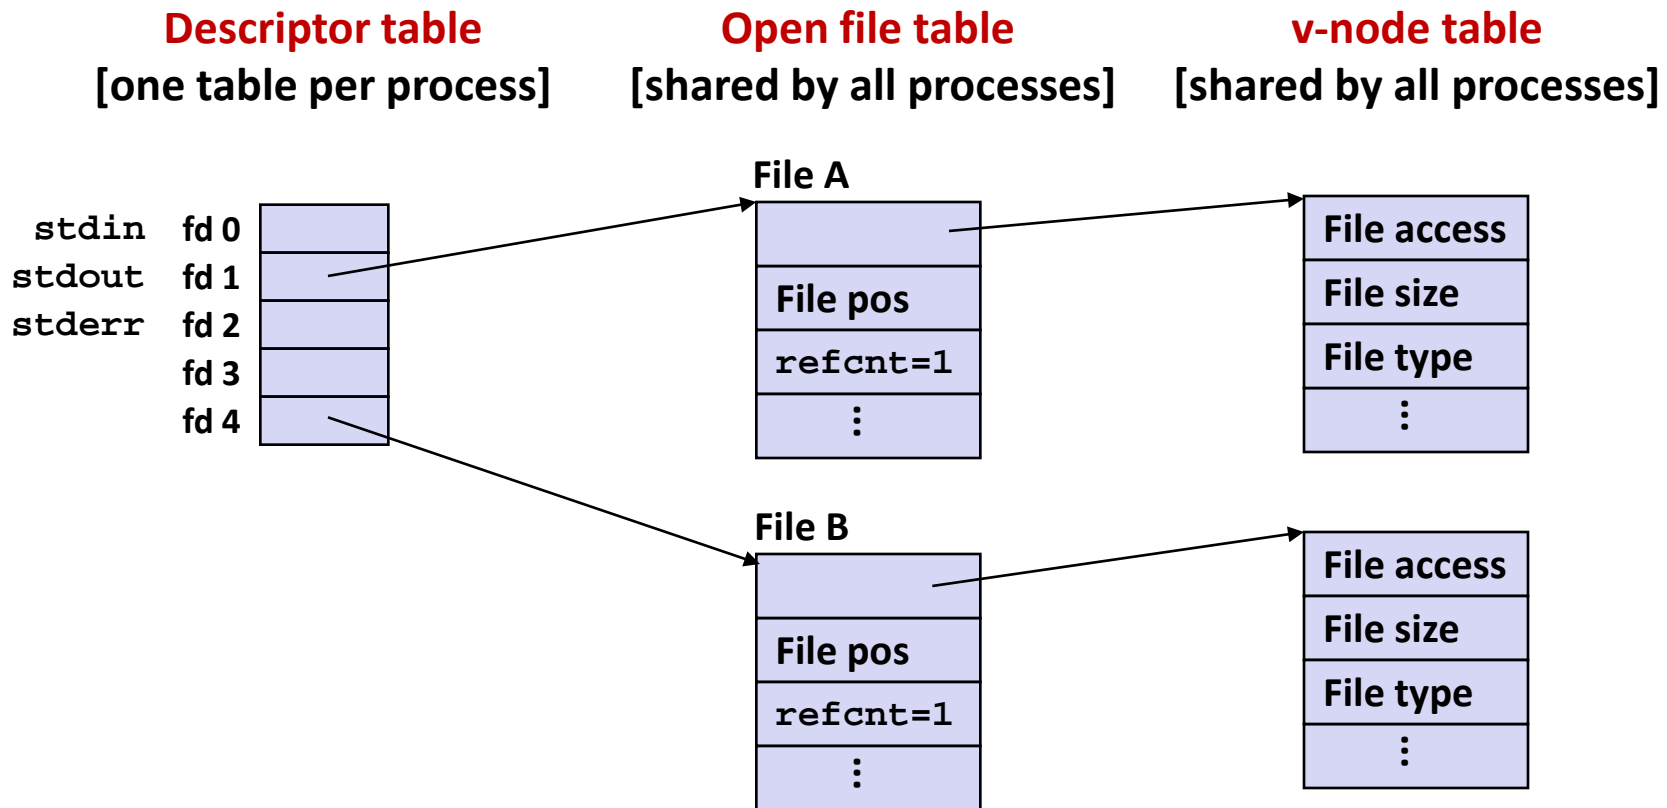 Descriptor table
[one table per process]
Open file table
[shared by all processes]
v-node table
[shared by all processes]
stdin fd 0
stdout fd 1
stderr fd 2
fd 3
fd 4
File A
File pos
refcnt=1
⋮
File access
File size
File type
⋮
File B
File pos
refcnt=1
⋮
File access
File size
File type
⋮